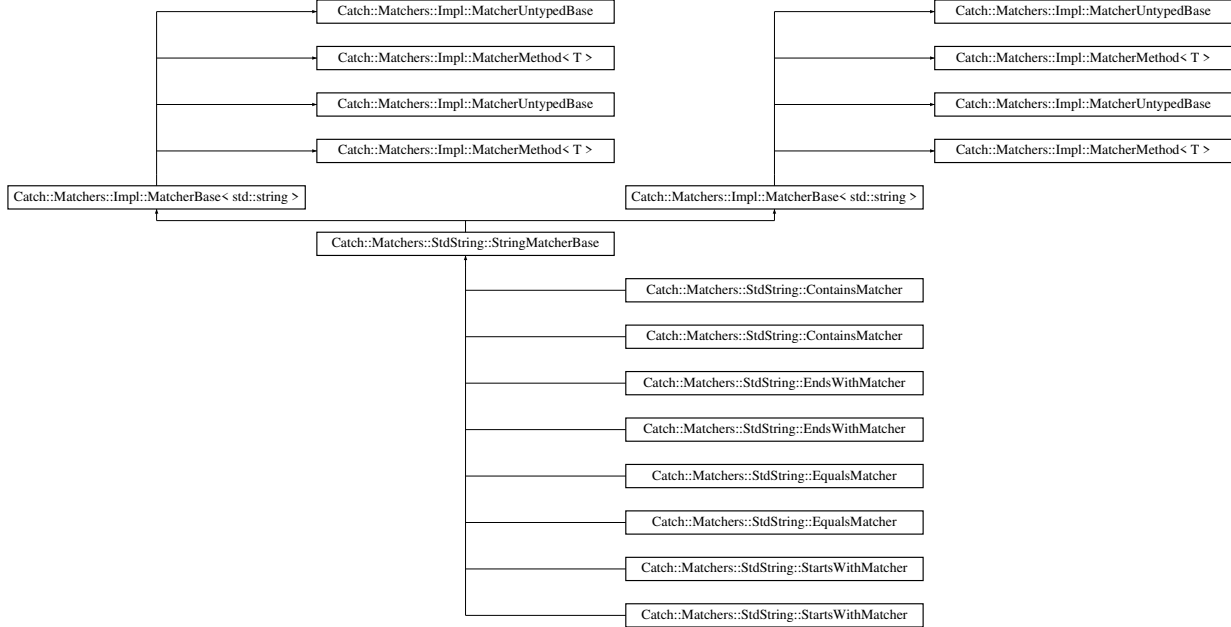 Catch::Matchers::Impl::MatcherUntypedBase
Catch::Matchers::Impl::MatcherUntypedBase
Catch::Matchers::Impl::MatcherMethod< T >
Catch::Matchers::Impl::MatcherMethod< T >
Catch::Matchers::Impl::MatcherUntypedBase
Catch::Matchers::Impl::MatcherUntypedBase
Catch::Matchers::Impl::MatcherMethod< T >
Catch::Matchers::Impl::MatcherMethod< T >
Catch::Matchers::Impl::MatcherBase< std::string >
Catch::Matchers::Impl::MatcherBase< std::string >
Catch::Matchers::StdString::StringMatcherBase
Catch::Matchers::StdString::ContainsMatcher
Catch::Matchers::StdString::ContainsMatcher
Catch::Matchers::StdString::EndsWithMatcher
Catch::Matchers::StdString::EndsWithMatcher
Catch::Matchers::StdString::EqualsMatcher
Catch::Matchers::StdString::EqualsMatcher
Catch::Matchers::StdString::StartsWithMatcher
Catch::Matchers::StdString::StartsWithMatcher